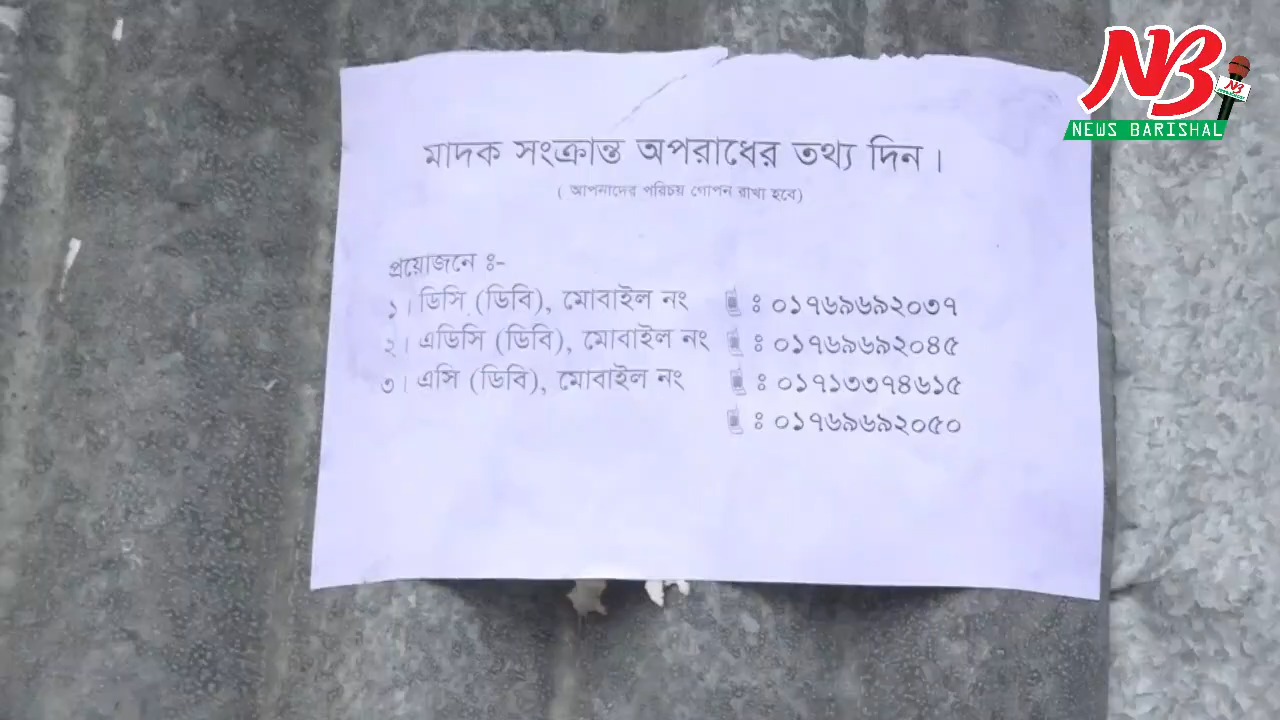 মাদক সংক্রান্ত অপরাধের তথ্য দিন।
( আপনাদের পরিচয় গোপন রাখা হবে)
প্রয়োজনে ঃ-
১। ডিসি (ডিবি), মোবাইল নং : ০১৭৬৯৬৯২০৩৭
২। এডিসি (ডিবি), মোবাইল নং : ০১৭৬৯৬৯২০৪৫
৩। এসি (ডিবি), মোবাইল নং : ০১৭১৩৩৭৪৬১৫
: ০১৭৬৯৬৯২০৫০
NB
NEWS BARISHAL